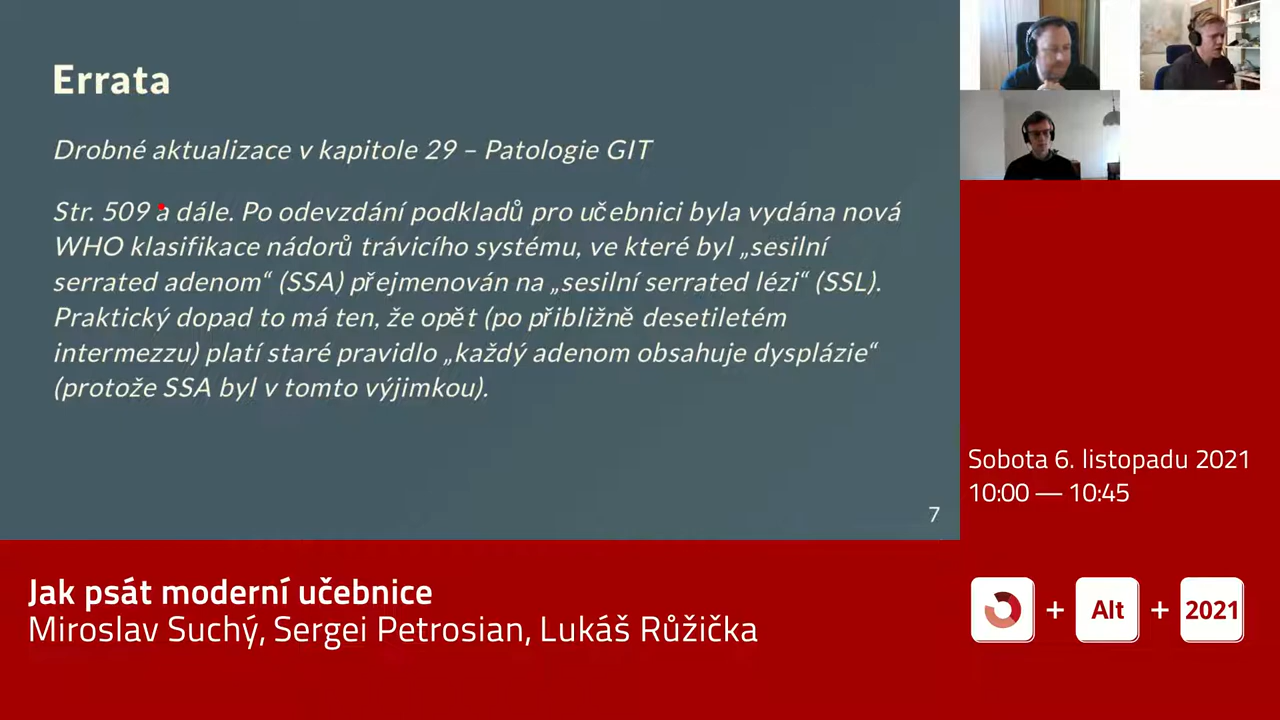 Errata
Drobné aktualizace v kapitole 29 – Patologie GIT
Str. 509 a dále. Po odevzdání podkladů pro učebnici byla vydána nová
WHO klasifikace nádorů trávicího systému, ve které byl „sesilní
serrated adenom“ (SSA) přejmenován na „sesilní serrated lézi“ (SSL).
Praktický dopad to má ten, že opět (po přibližně desetiletém
intermezzu) platí staré pravidlo „každý adenom obsahuje dysplázie“
(protože SSA byl v tomto výjimkou).
7
Sobota 6. listopadu 2021
10:00 — 10:45
Jak psát moderní učebnice
Miroslav Suchý, Sergei Petrosian, Lukáš Růžička
+ Alt + 2021